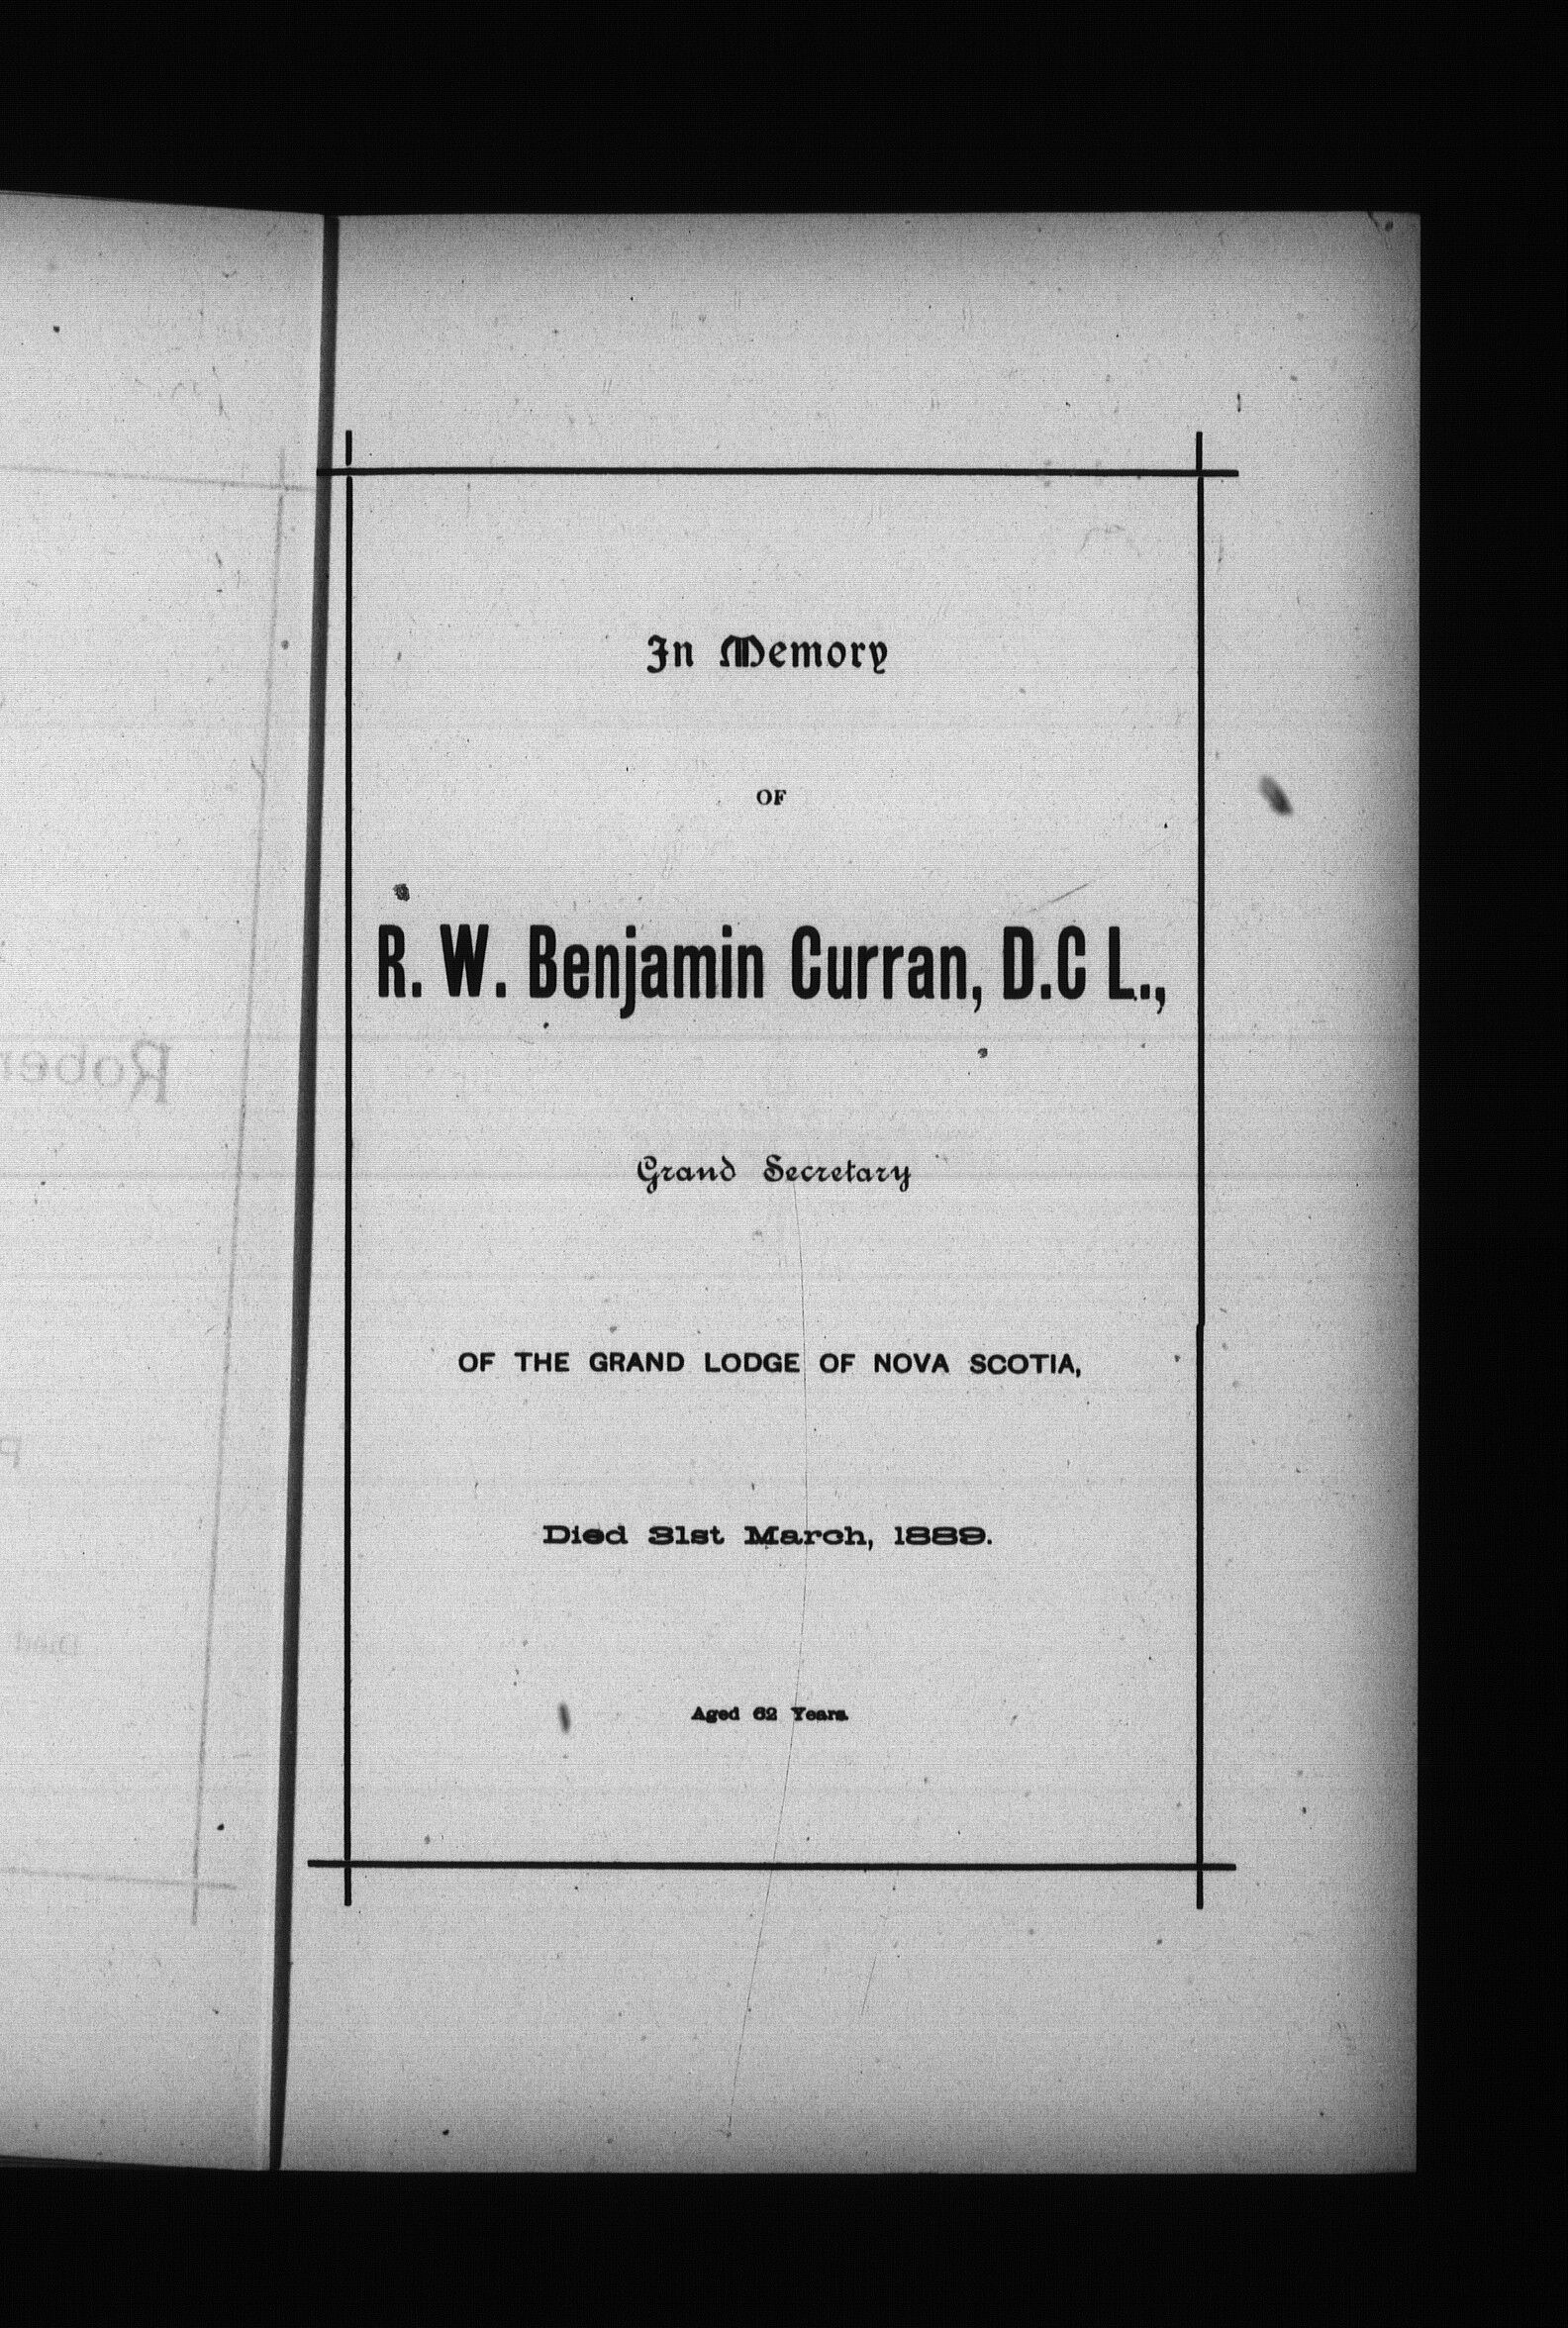 In Memory
OF
R. W. Benjamin Curran, D.C L.,
Grand Secretary
OF THE GRAND LODGE OF NOVA SCOTIA,
Died 31st March, 1889.
Aged 62 Years.